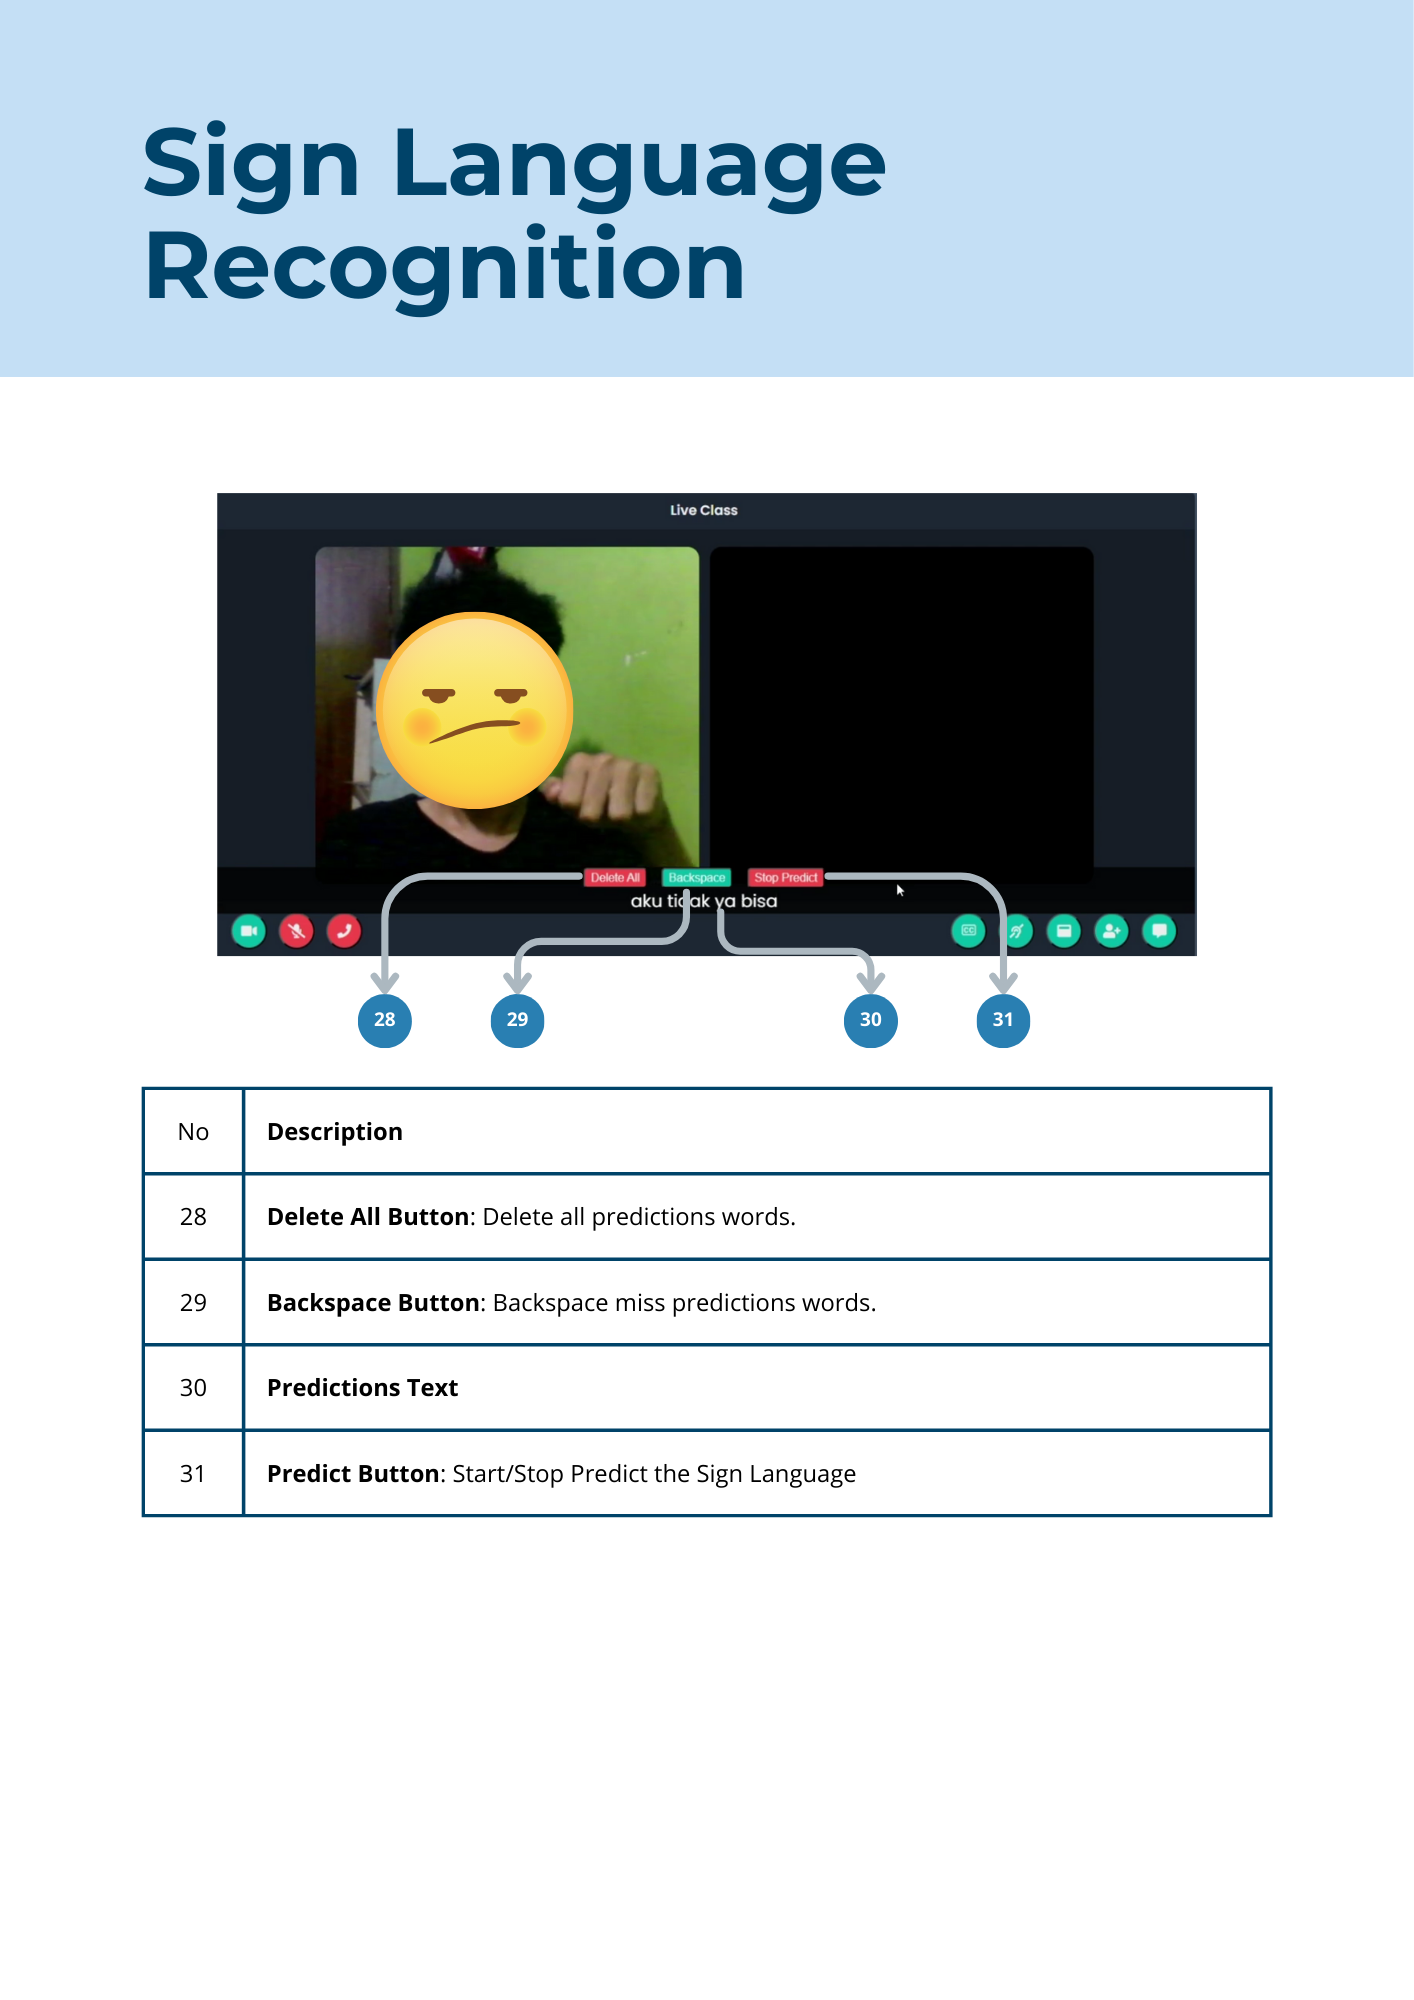 Sign Language
Recognition
Live Class
Delete All Backspace Stop Predict
aku tidak ya bisa
CC
28 29 30 31
No Description
28 Delete All Button: Delete all predictions words.
29 Backspace Button: Backspace miss predictions words.
30 Predictions Text
31 Predict Button: Start/Stop Predict the Sign Language